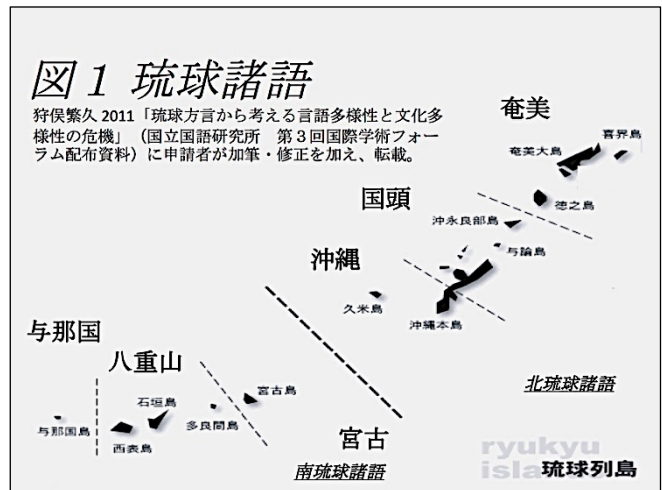 図1 琉球諸語
狩俣繁久 2011「琉球方言から考える言語多様性と文化多
様性の危機」（国立国語研究所　第3回国際学術フォー
ラム配布資料）に申請者が加筆・修正を加え、転載。
奄美
喜界島
奄美大島
徳之島
国頭
沖永良部島
与論島
沖縄
久米島
沖縄本島
与那国
八重山
石垣島
宮古島
与那国島
西表島
多良間島
北琉球諸語
宮古
南琉球諸語
ryukyu
islands
琉球列島